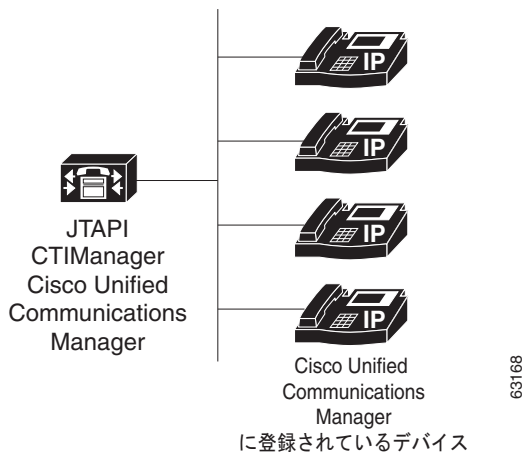 IP
IP
IP
IP
JTAPI
CTIManager
Cisco Unified
Communications
Manager
Cisco Unified
Communications
Manager
に登録されているデバイス
63168